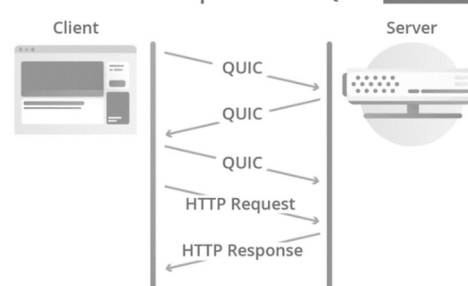 Client
Server
QUIC
QUIC
QUIC
HTTP Request
HTTP Response